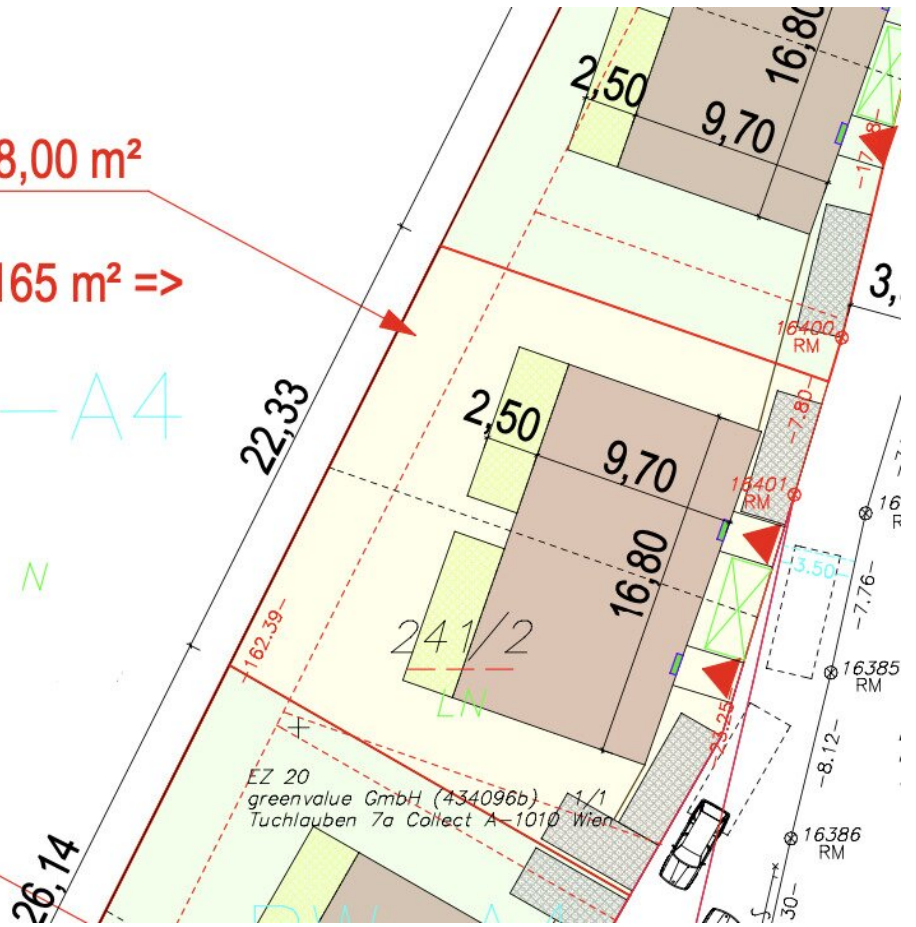 16,80
2,50
9,70
8,00 m²
165 m² =>
16400
RM
22,33
A4
2,50
9,70
-7.80-
16401
RM
16,80
-3.50-
-7.76-
N
241/2
LN
-162.39-
16385
RM
-23.25-
-8.12-
EZ 20
greenvalue GmbH (434096b) 1/1
Tuchlauben 7a Collect A-1010 Wien
16386
RM
26,14